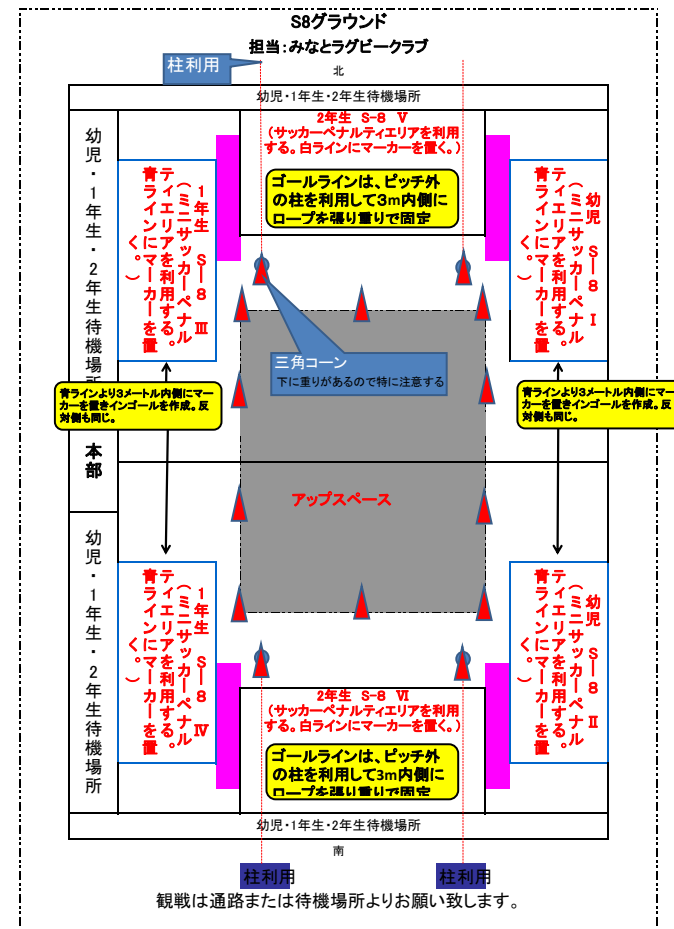 S8グラウンド
担当：みなとラグビークラブ
柱利用
北
幼児・1年生・2年生待機場所
2年生 S-8 Ⅴ
(サッカーペナルティエリアを利用
する。白ラインにマーカーを置く。)
ゴールラインは、ピッチ外
の柱を利用して3m内側に
ロープを張り重りで固定
幼児・1年生・2年生待機場所
1年生 S―8 Ⅲ
(ミニサッカーペナル
ティエリアを利用する。
青ラインにマーカーを置
く。)
幼児 S―8 Ⅰ
(ミニサッカーペナル
ティエリアを利用する。
青ラインにマーカーを置
く。)
三角コーン
下に重りがあるので特に注意する
青ラインより3メートル内側にマー
カーを置きインゴールを作成。反
対側も同じ。
青ラインより3メートル内側にマー
カーを置きインゴールを作成。反
対側も同じ。
本部
アップスペース
幼児・1年生・2年生待機場所
1年生 S―8 Ⅳ
(ミニサッカーペナル
ティエリアを利用する。
青ラインにマーカーを置
く。)
幼児 S―8 Ⅱ
(ミニサッカーペナル
ティエリアを利用する。
青ラインにマーカーを置
く。)
2年生 S-8 Ⅵ
(サッカーペナルティエリアを利用
する。白ラインにマーカーを置く。)
ゴールラインは、ピッチ外
の柱を利用して3m内側に
ロープを張り重りで固定
幼児・1年生・2年生待機場所
南
柱利用
柱利用
観戦は通路または待機場所よりお願い致します。